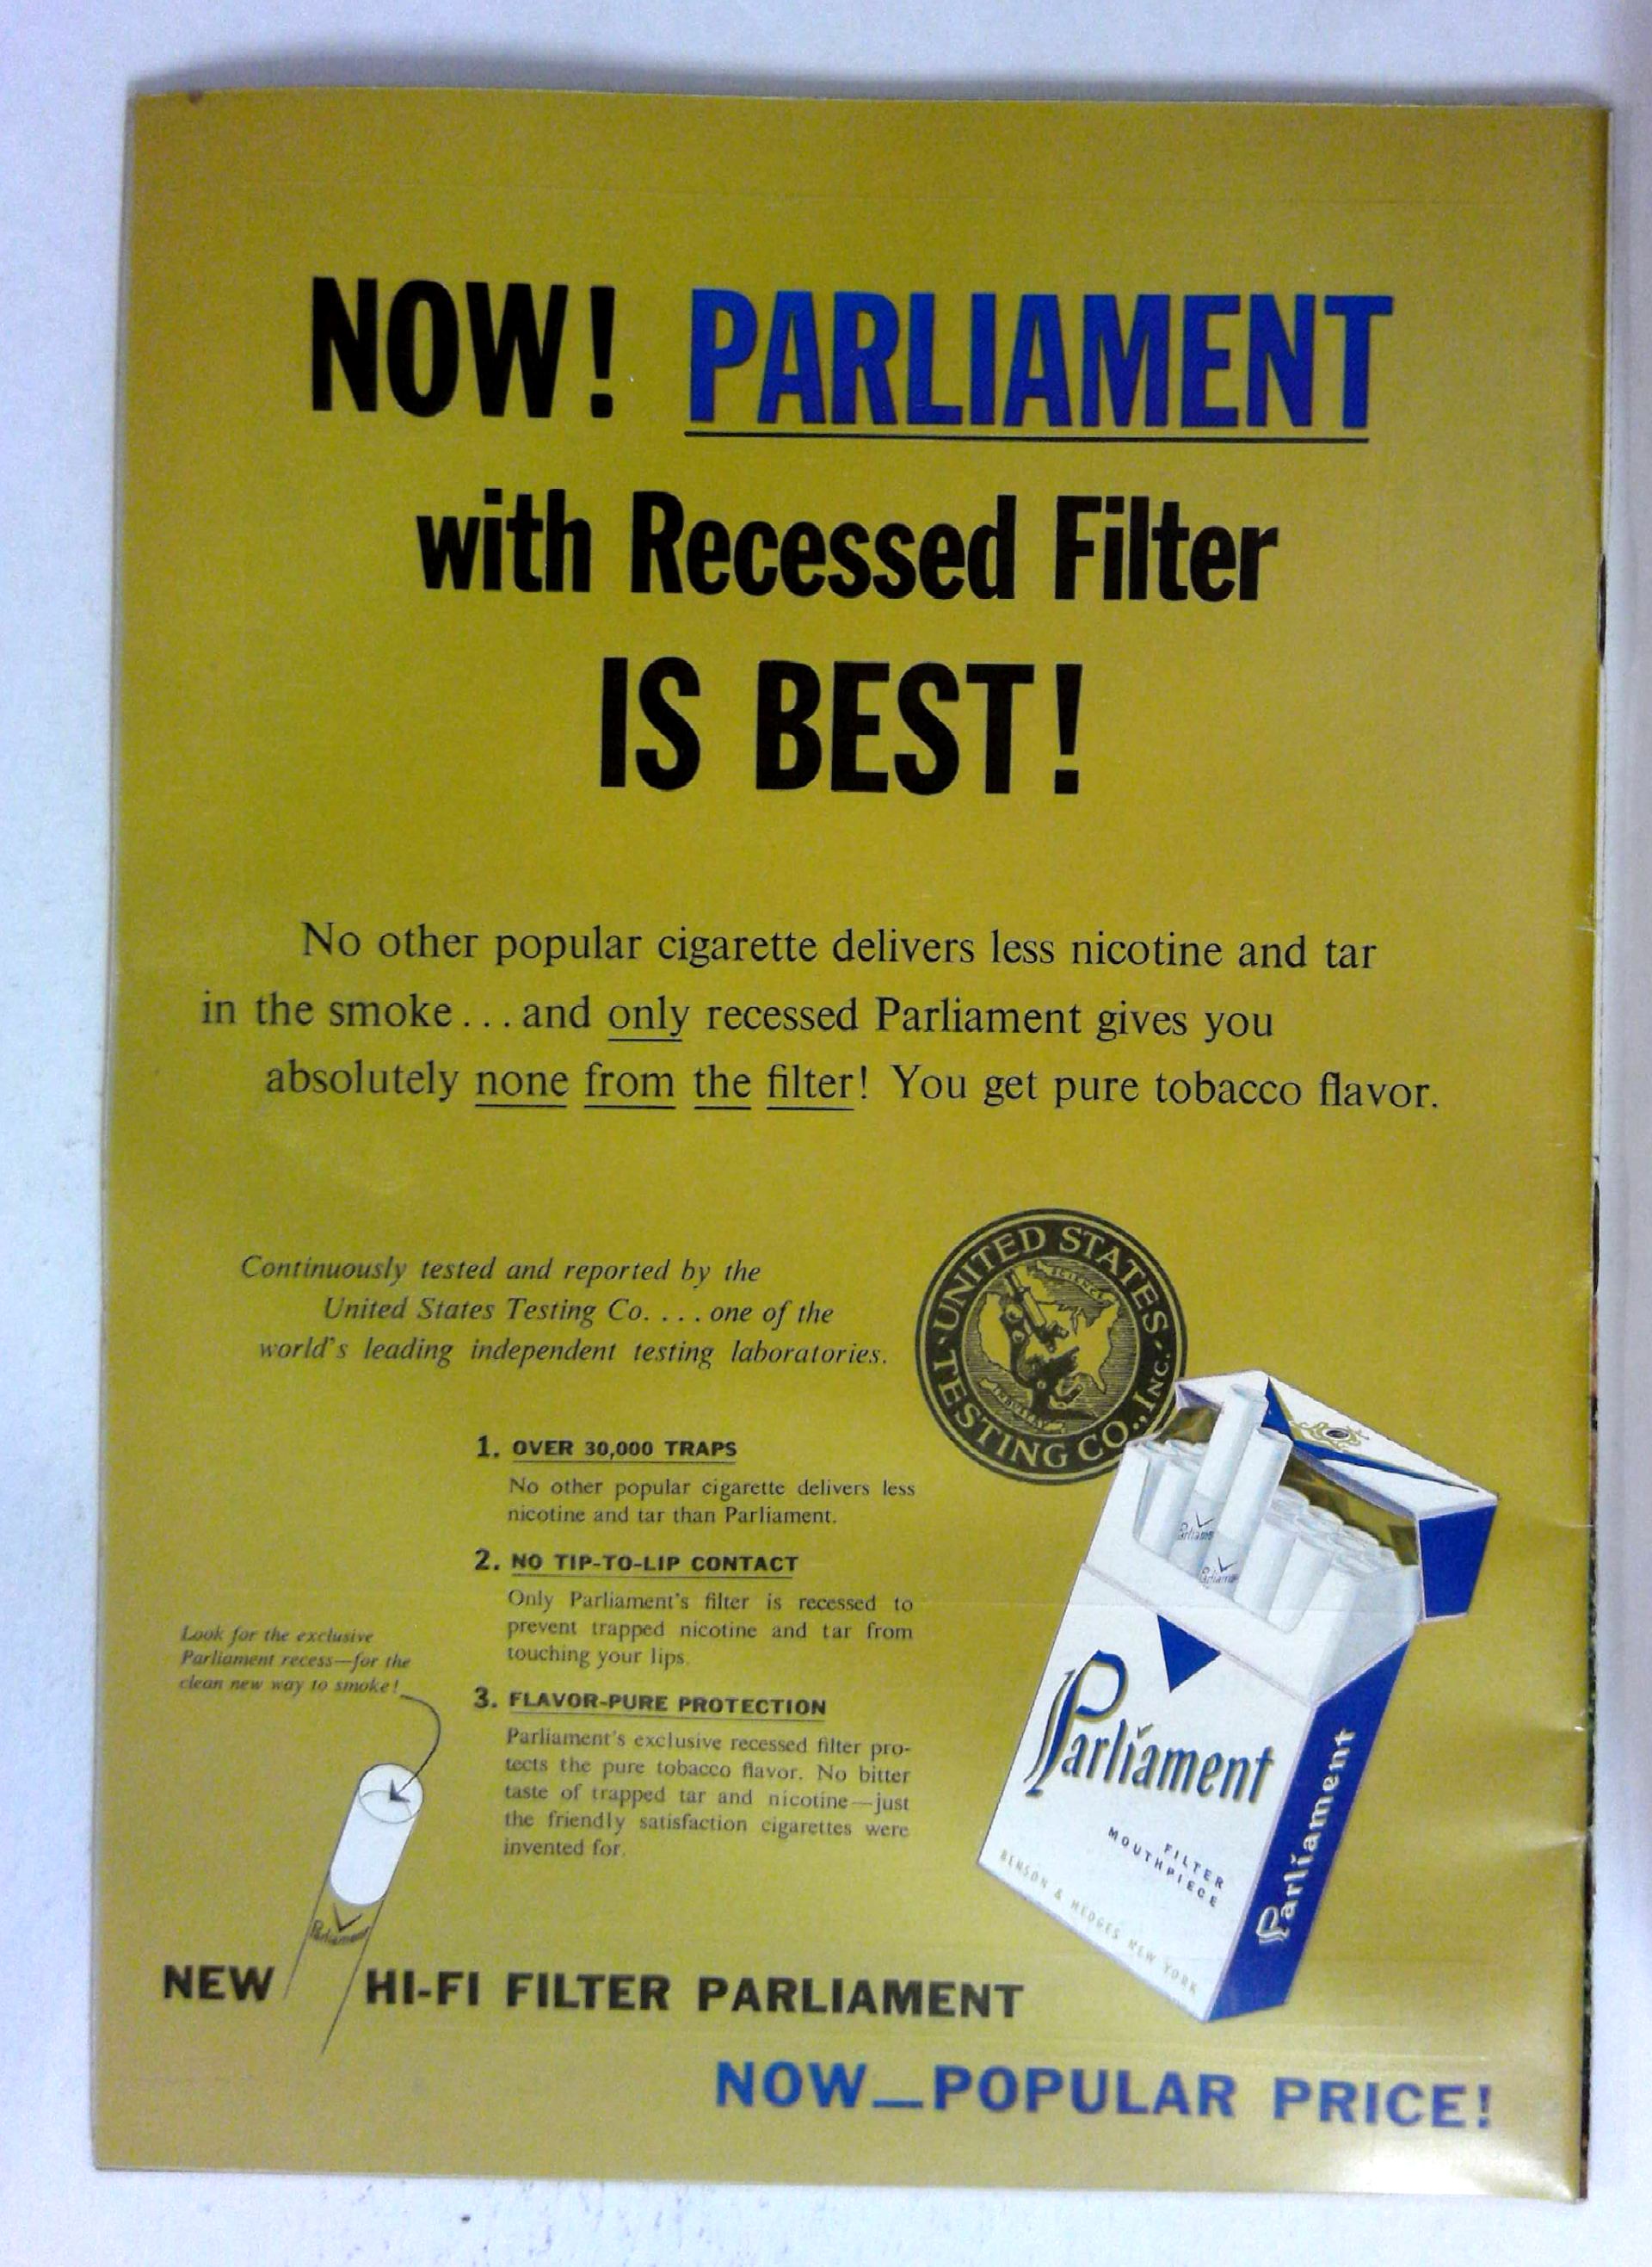 NOW! PARLIAMENT
with Recessed Filter
IS BEST!
No other popular cigarette delivers less nicotine and tar
in the smoke... and only recessed Parliament gives you
absolutely none from the filter! You get pure tobacco flavor.
Continuously tested and reported by the
United States Testing Co. . . . one of the
world's leading independent testing laboratories.
UNITED STATES
TESTING CO., INC.
SCIENCE
1. OVER 30,000 TRAPS
No other popular cigarette delivers less
nicotine and tar than Parliament.
2. NO TIP-TO-LIP CONTACT
Only Parliament's filter is recessed to
prevent trapped nicotine and tar from
touching your lips.
3. FLAVOR-PURE PROTECTION
Parliament's exclusive recessed filter pro-
tects the pure tobacco flavor. No bitter
taste of trapped tar and nicotine—just
the friendly satisfaction cigarettes were
invented for.
Look for the exclusive
Parliament recess—for the
clean new way to smoke!
Parliament
Parliament
Parliament
Parliament
FILTER
MOUTHPIECE
BENSON & HEDGES NEW YORK
Parliament
NEW HI-FI FILTER PARLIAMENT
NOW—POPULAR PRICE!